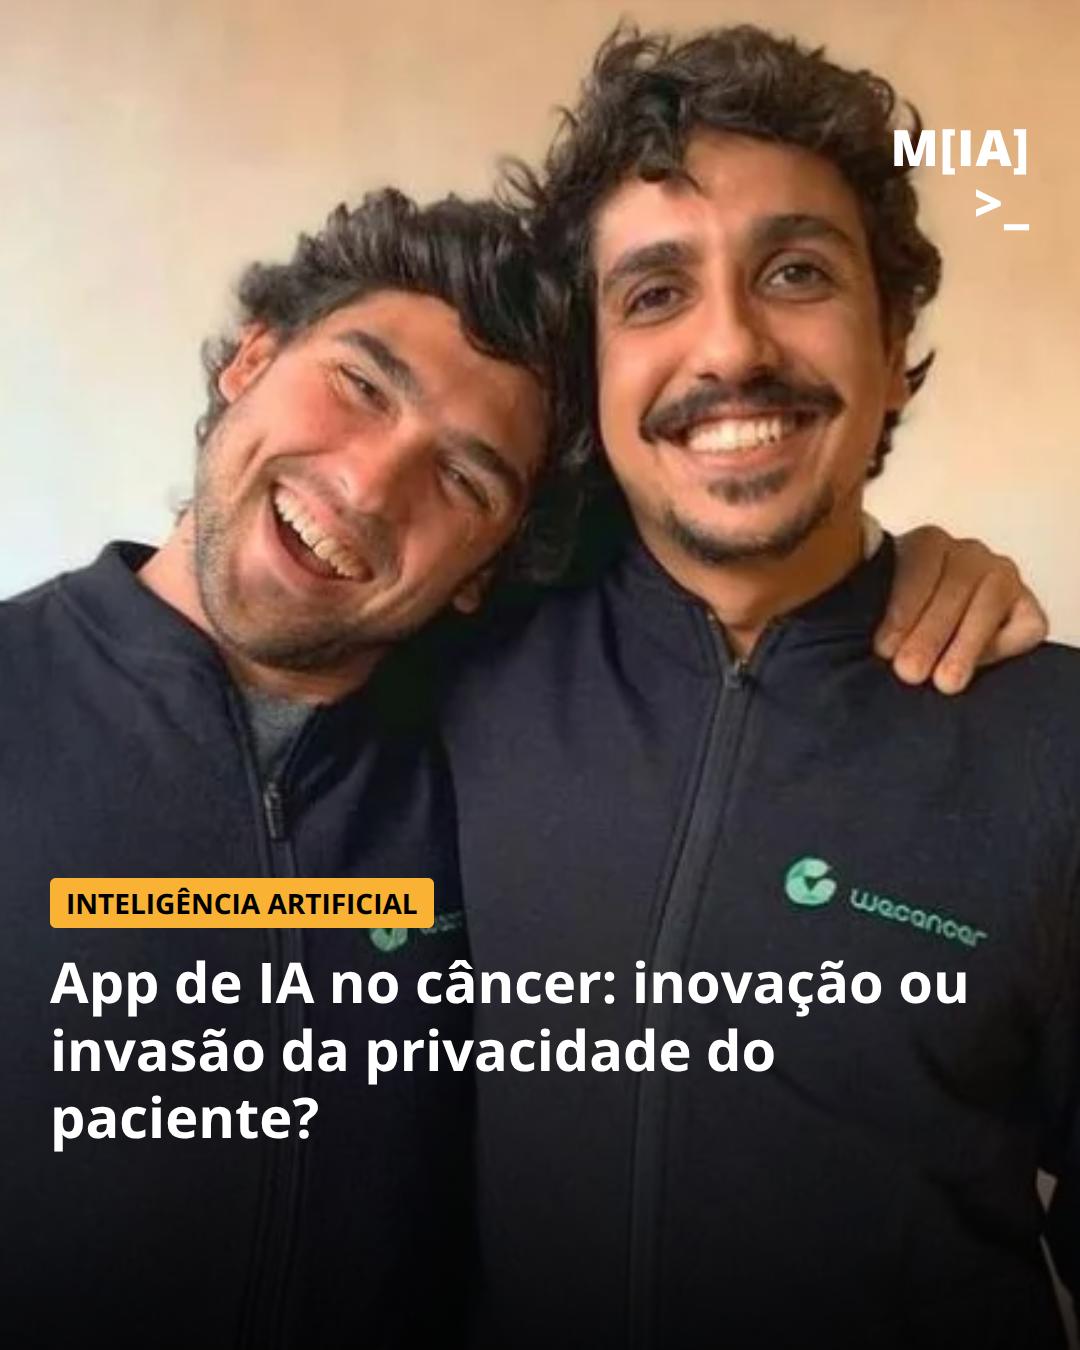 M[IA]
>_
wecancer
INTELIGÊNCIA ARTIFICIAL
App de IA no câncer: inovação ou
invasão da privacidade do
paciente?